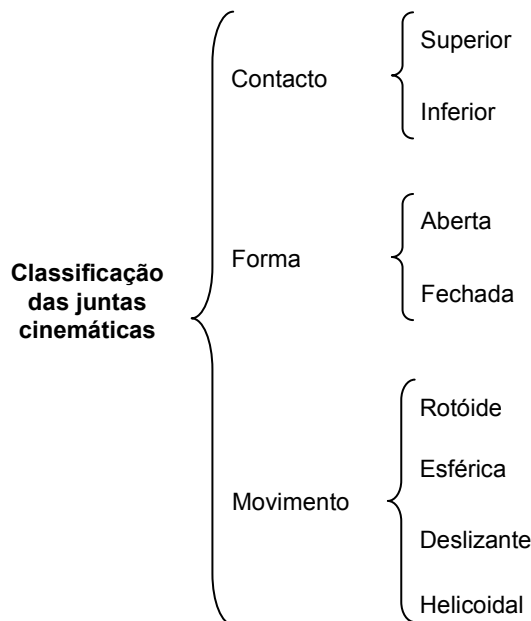 Classificação
das juntas
cinemáticas
Contacto
Superior
Inferior
Forma
Aberta
Fechada
Movimento
Rotóide
Esférica
Deslizante
Helicoidal